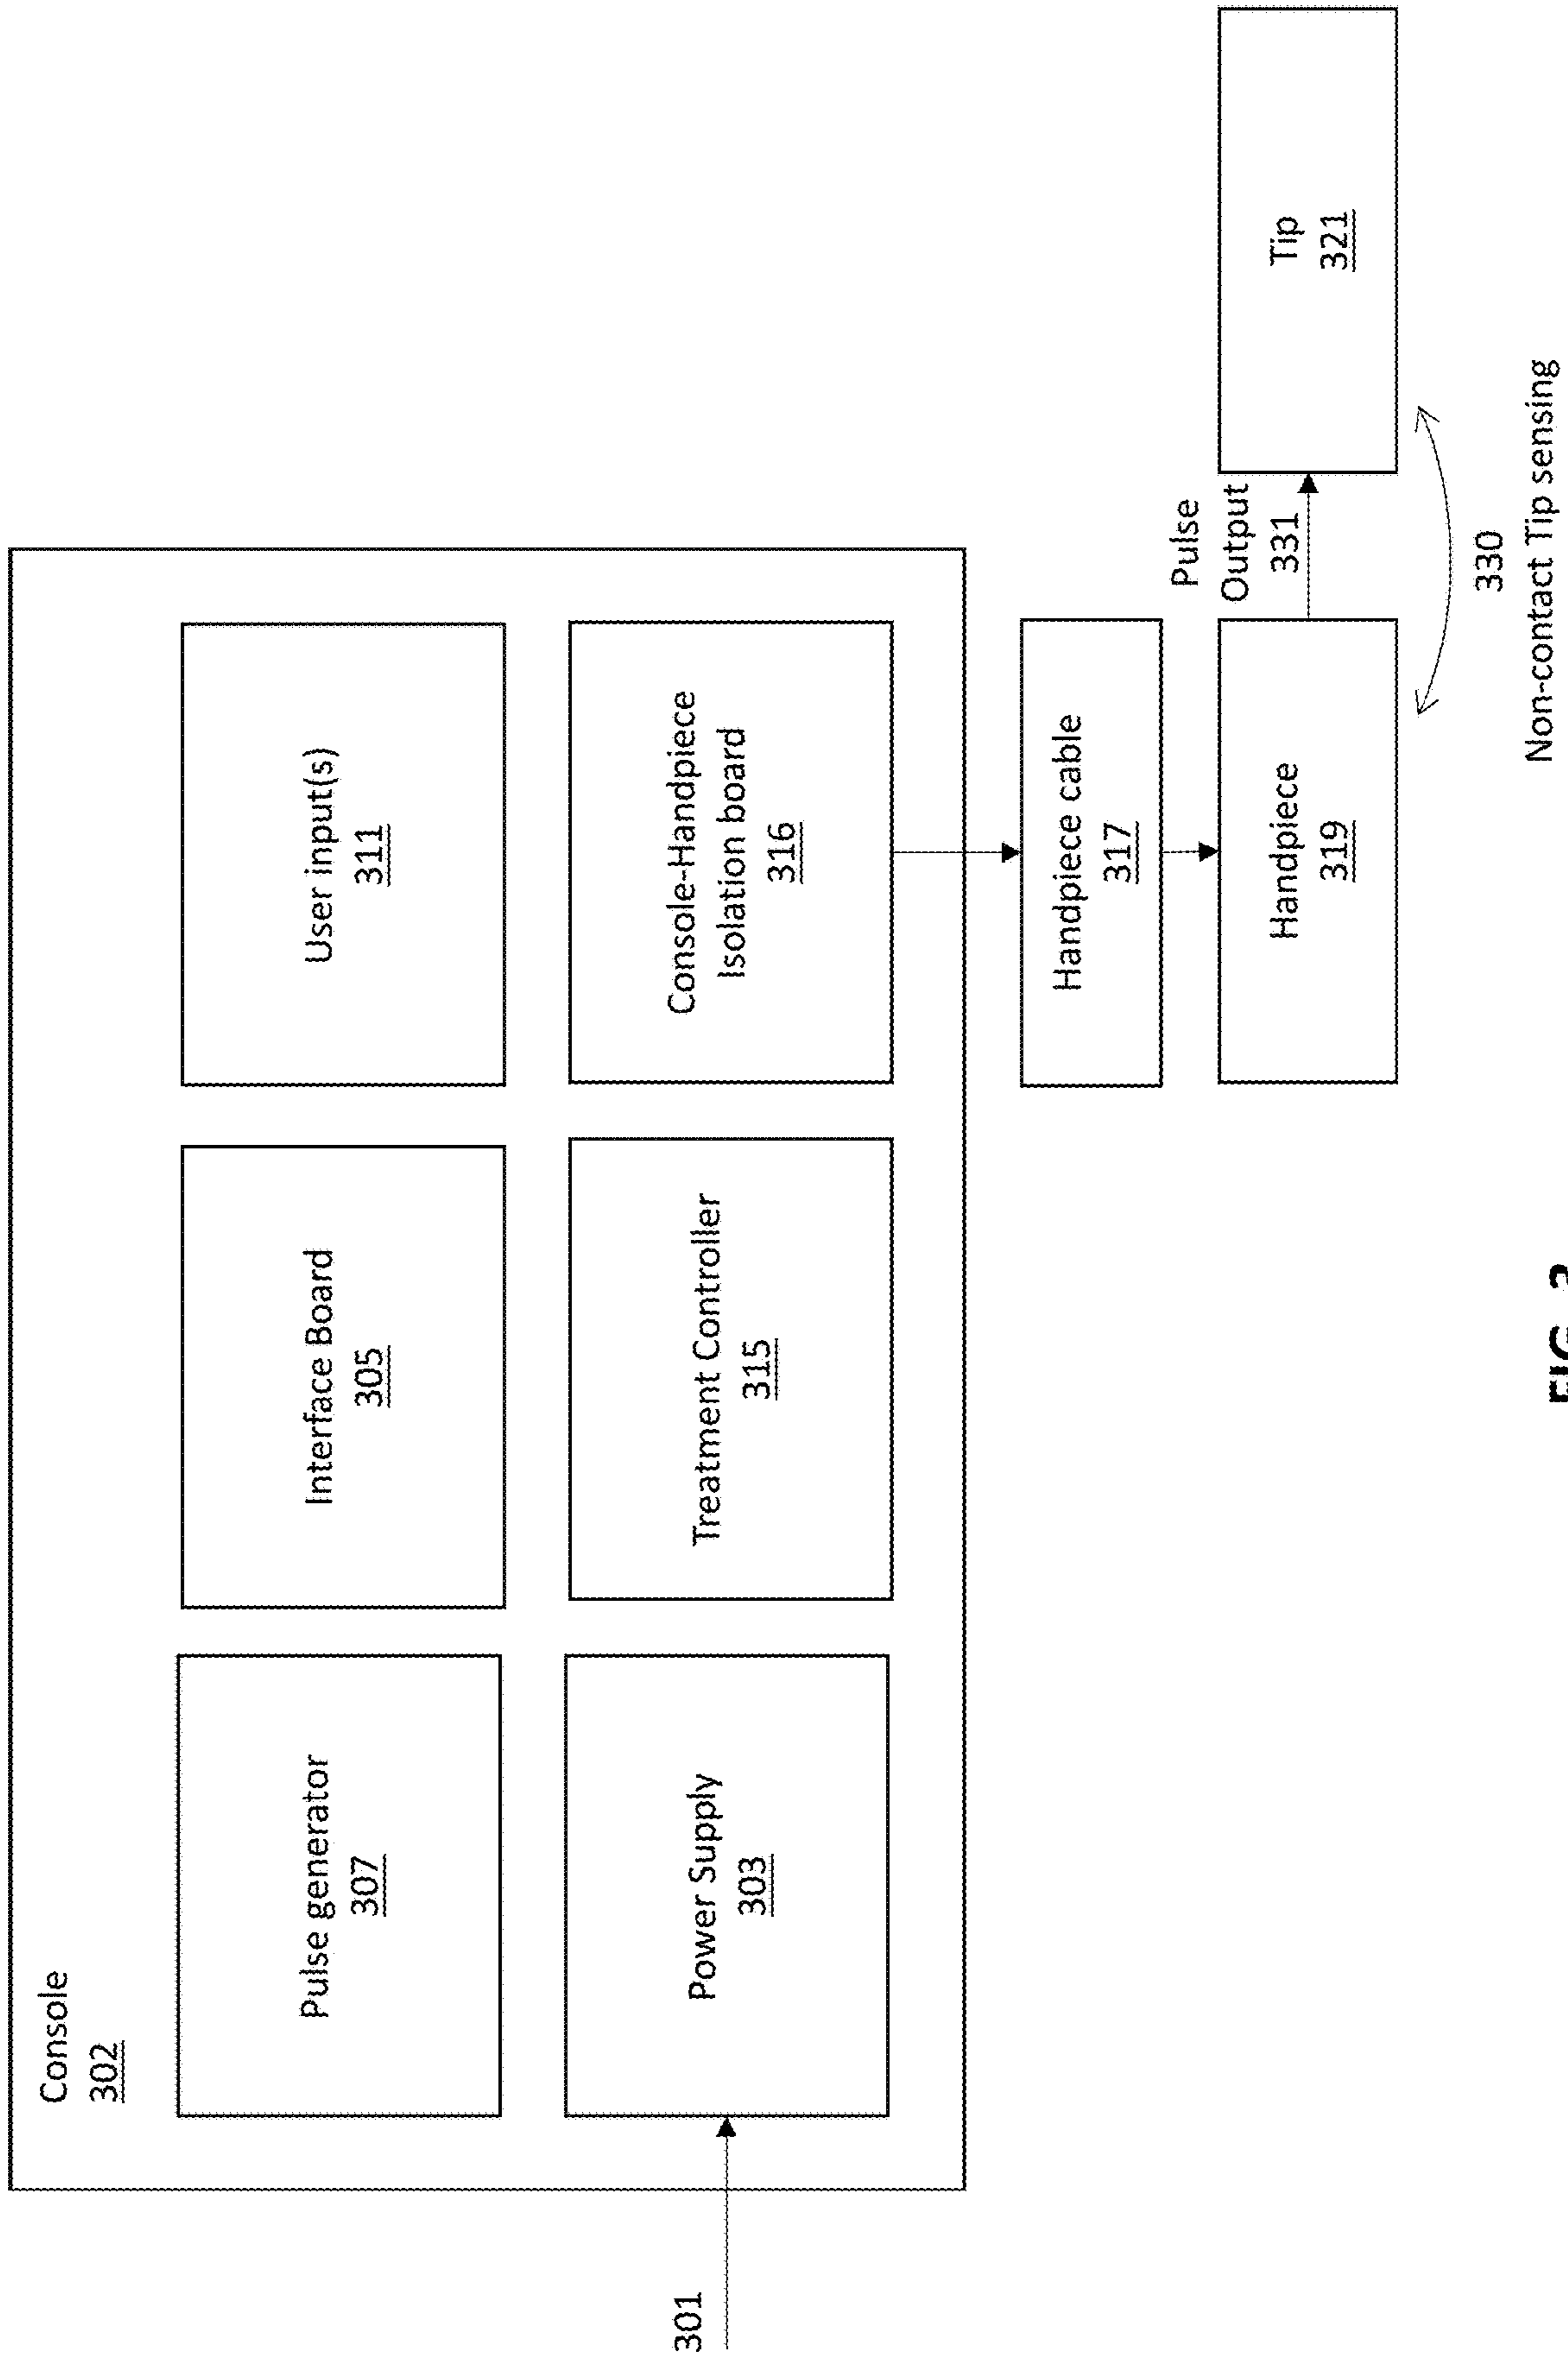 Console
302
Pulse generator
307
Interface Board
305
User input(s)
311
Power Supply
303
Treatment Controller
315
Console-Handpiece
Isolation board
316
301
Handpiece cable
317
Handpiece
319
Pulse
Output
331
Tip
321
330
Non-contact Tip sensing
FIG. 3